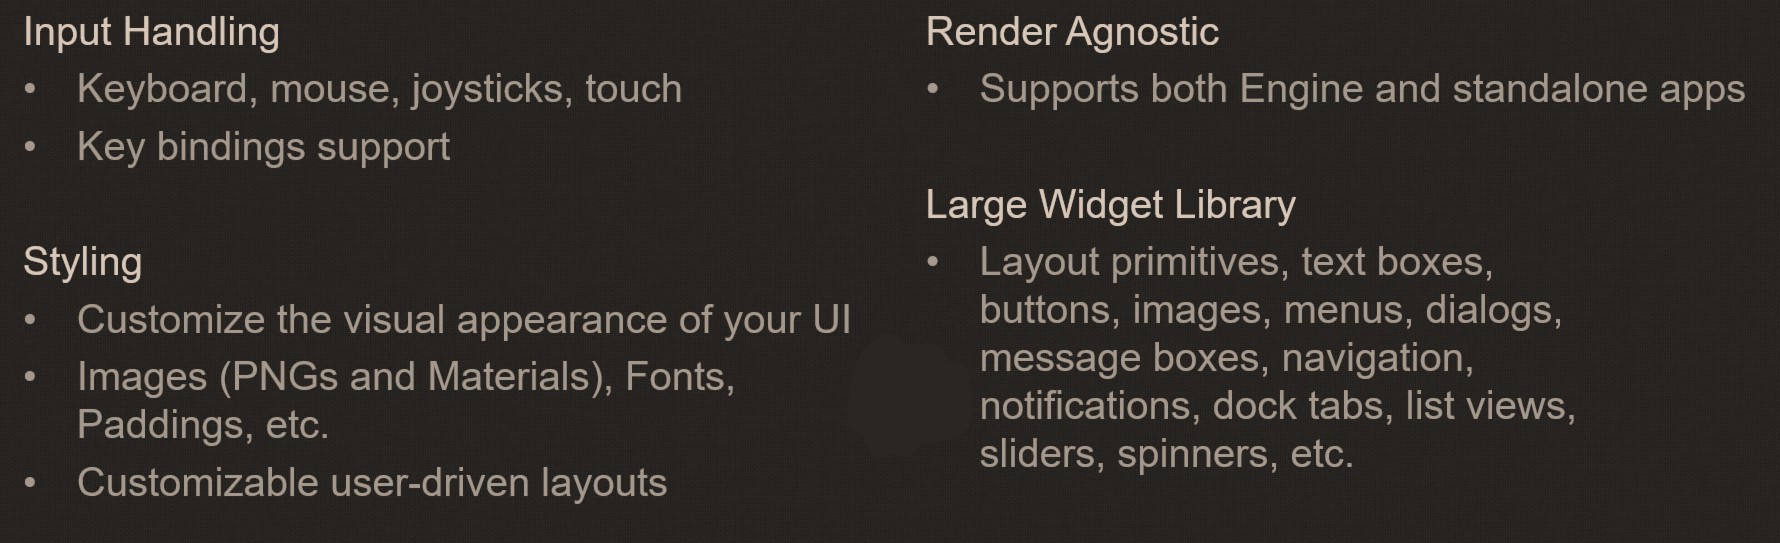 Input Handling
• Keyboard, mouse, joysticks, touch
• Key bindings support
Styling
• Customize the visual appearance of your UI
• Images (PNGs and Materials), Fonts,
Paddings, etc.
• Customizable user-driven layouts
Render Agnostic
• Supports both Engine and standalone apps
Large Widget Library
• Layout primitives, text boxes,
buttons, images, menus, dialogs,
message boxes, navigation,
notifications, dock tabs, list views,
sliders, spinners, etc.